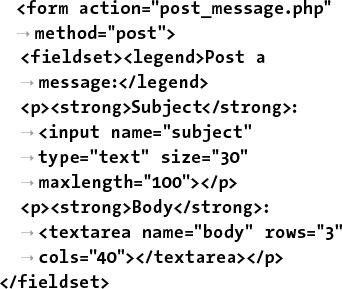 <form action="post_message.php"
→ method="post">
<fieldset><legend>Post a
→ message:</legend>
<p><strong>Subject</strong>:
→ <input name="subject"
→ type="text" size="30"
→ maxlength="100"></p>
<p><strong>Body</strong>:
→ <textarea name="body" rows="3"
→ cols="40"></textarea></p>
</fieldset>